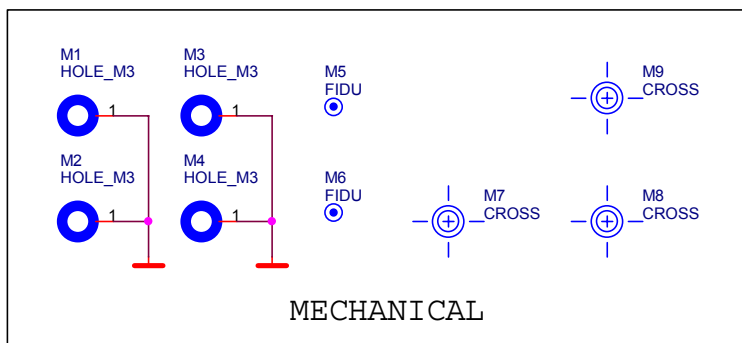 M1
HOLE_M3
1
M3
HOLE_M3
1
M5
FIDU
M9
CROSS
M2
HOLE_M3
1
M4
HOLE_M3
1
M6
FIDU
M7
CROSS
M8
CROSS
MECHANICAL